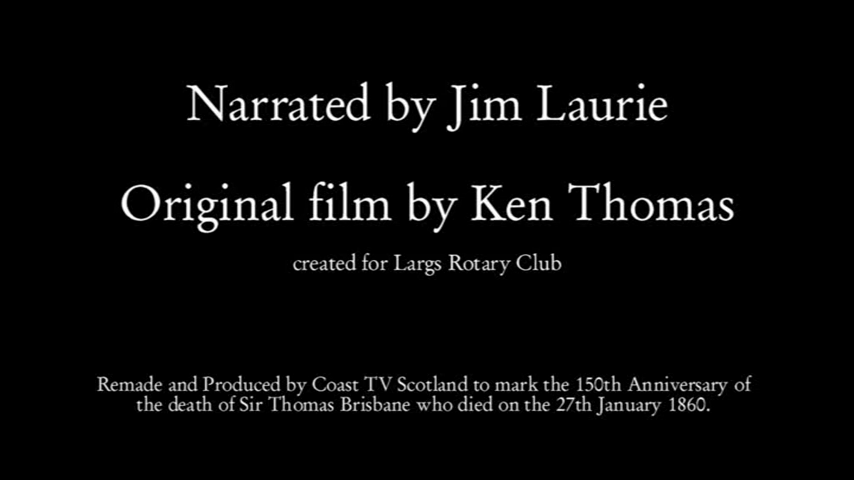 Narrated by Jim Laurie
Original film by Ken Thomas
created for Largs Rotary Club
Remade and Produced by Coast TV Scotland to mark the 150th Anniversary of
the death of Sir Thomas Brisbane who died on the 27th January 1860.